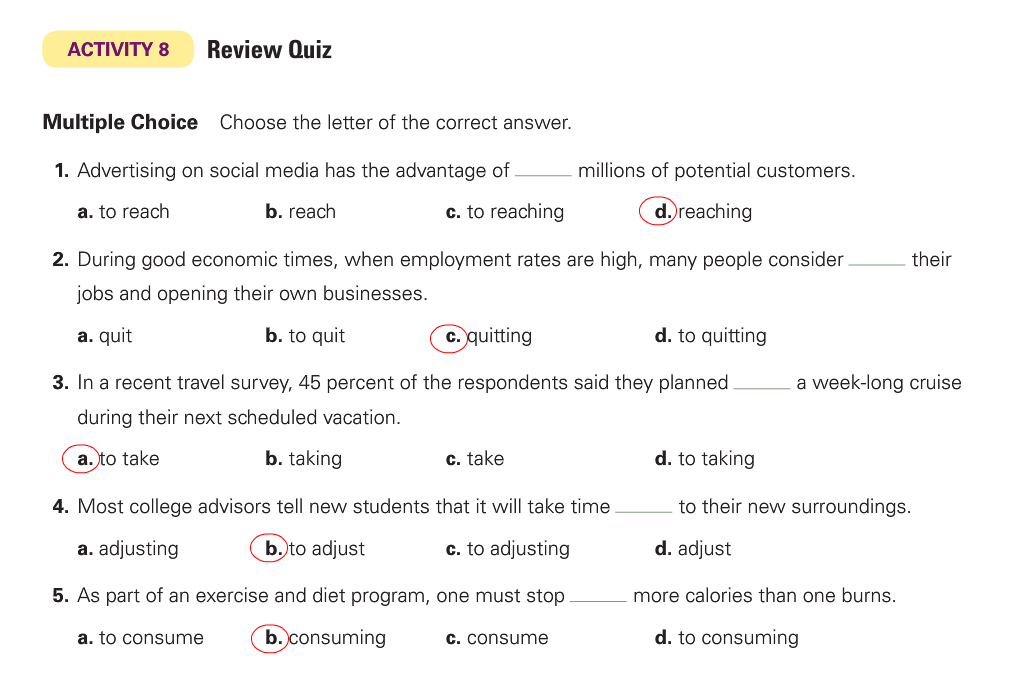 ACTIVITY 8 Review Quiz
Multiple Choice Choose the letter of the correct answer.
1. Advertising on social media has the advantage of ______ millions of potential customers.
a. to reach b. reach c. to reaching d. reaching
2. During good economic times, when employment rates are high, many people consider ______ their
jobs and opening their own businesses.
a. quit b. to quit c. quitting d. to quitting
3. In a recent travel survey, 45 percent of the respondents said they planned ______ a week-long cruise
during their next scheduled vacation.
a. to take b. taking c. take d. to taking
4. Most college advisors tell new students that it will take time ______ to their new surroundings.
a. adjusting b. to adjust c. to adjusting d. adjust
5. As part of an exercise and diet program, one must stop ______ more calories than one burns.
a. to consume b. consuming c. consume d. to consuming